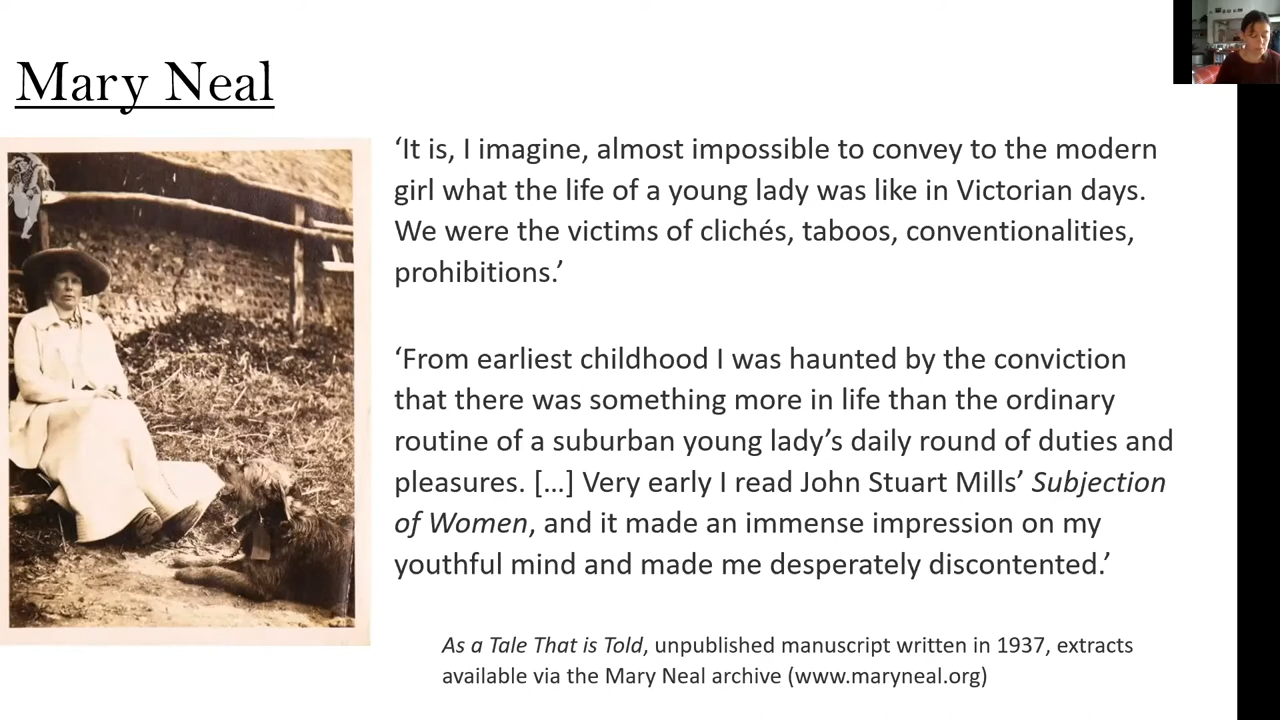 Mary Neal
‘It is, I imagine, almost impossible to convey to the modern
girl what the life of a young lady was like in Victorian days.
We were the victims of clichés, taboos, conventionalities,
prohibitions.’
‘From earliest childhood I was haunted by the conviction
that there was something more in life than the ordinary
routine of a suburban young lady’s daily round of duties and
pleasures. […] Very early I read John Stuart Mills’ Subjection
of Women, and it made an immense impression on my
youthful mind and made me desperately discontented.’
As a Tale That is Told, unpublished manuscript written in 1937, extracts
available via the Mary Neal archive (www.maryneal.org)